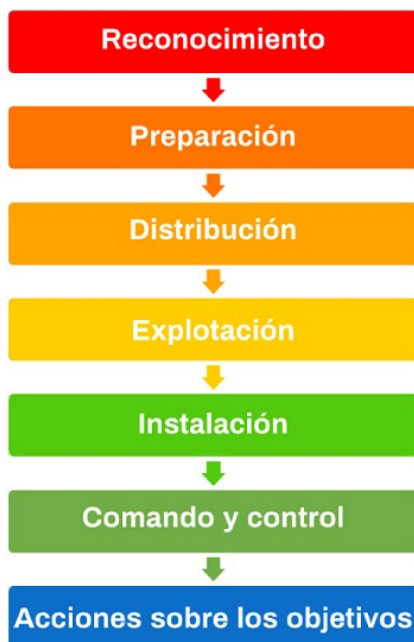 Reconocimiento
Preparación
Distribución
Explotación
Instalación
Comando y control
Acciones sobre los objetivos